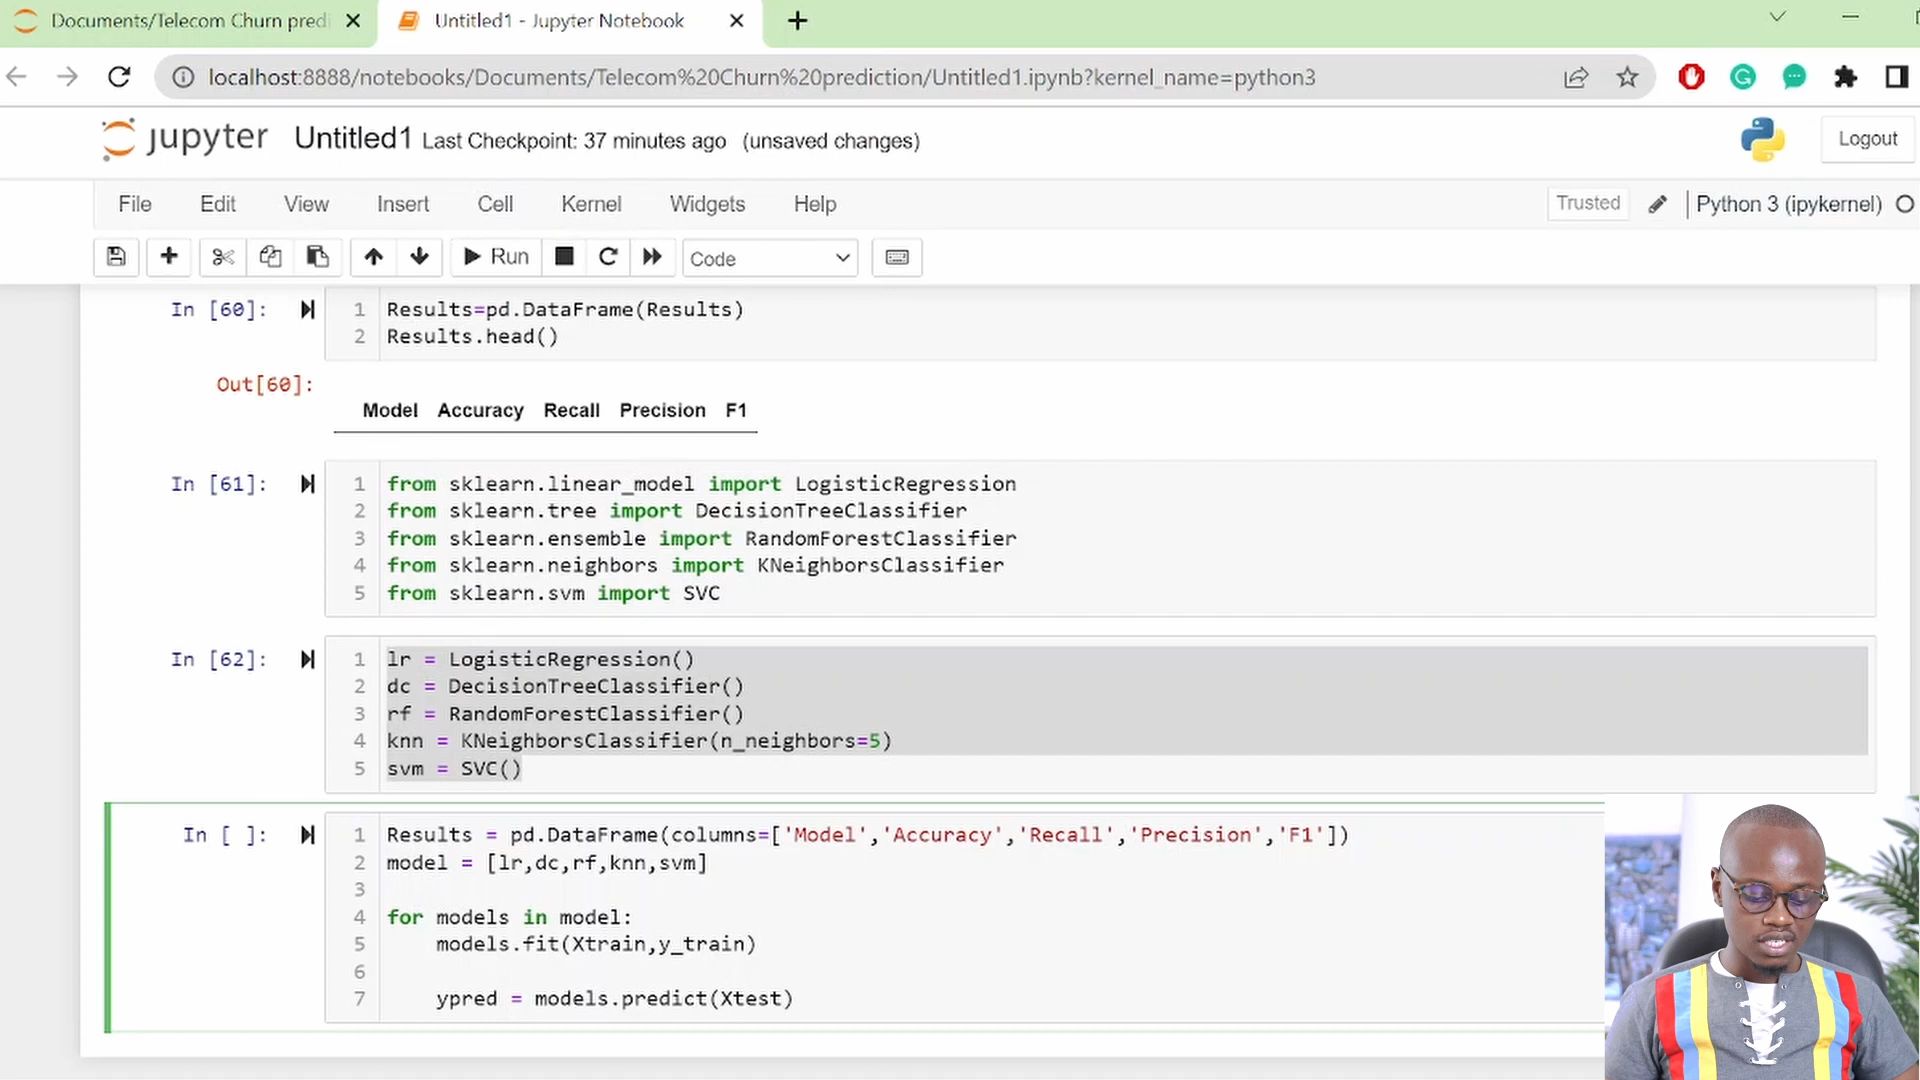 Documents/Telecom Churn pred
Untitled1 - Jupyter Notebook
localhost:8888/notebooks/Documents/Telecom%20Churn%20prediction/Untitled1.ipynb?kernel_name=python3
jupyter Untitled1 Last Checkpoint: 37 minutes ago (unsaved changes)
Logout
File Edit View Insert Cell Kernel Widgets Help
Trusted
Python 3 (ipykernel)
Run
Code
In [60]:
1 Results=pd.DataFrame(Results)
2 Results.head()
Out[60]:
Model Accuracy Recall Precision F1
In [61]:
1 from sklearn.linear_model import LogisticRegression
2 from sklearn.tree import DecisionTreeClassifier
3 from sklearn.ensemble import RandomForestClassifier
4 from sklearn.neighbors import KNeighborsClassifier
5 from sklearn.svm import SVC
In [62]:
1 lr = LogisticRegression()
2 dc = DecisionTreeClassifier()
3 rf = RandomForestClassifier()
4 knn = KNeighborsClassifier(n_neighbors=5)
5 svm = SVC()
In [ ]:
1 Results = pd.DataFrame(columns=['Model','Accuracy','Recall','Precision','F1'])
2 model = [lr,dc,rf,knn,svm]
3
4 for models in model:
5 models.fit(Xtrain,y_train)
6
7 ypred = models.predict(Xtest)